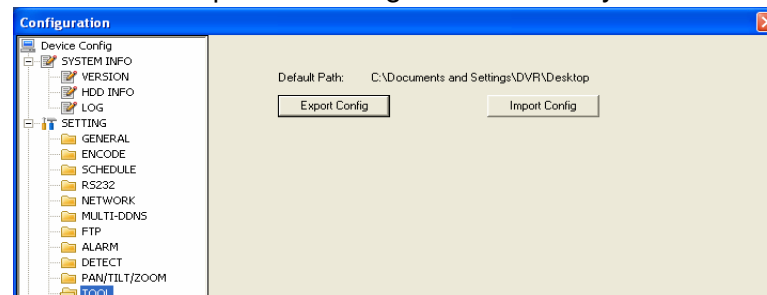 Configuration
Device Config
SYSTEM INFO
VERSION
HDD INFO
LOG
SETTING
GENERAL
ENCODE
SCHEDULE
RS232
NETWORK
MULTI-DDNS
FTP
ALARM
DETECT
PAN/TILT/ZOOM
TOOL
Default Path: C:\Documents and Settings\DVR\Desktop
Export Config Import Config